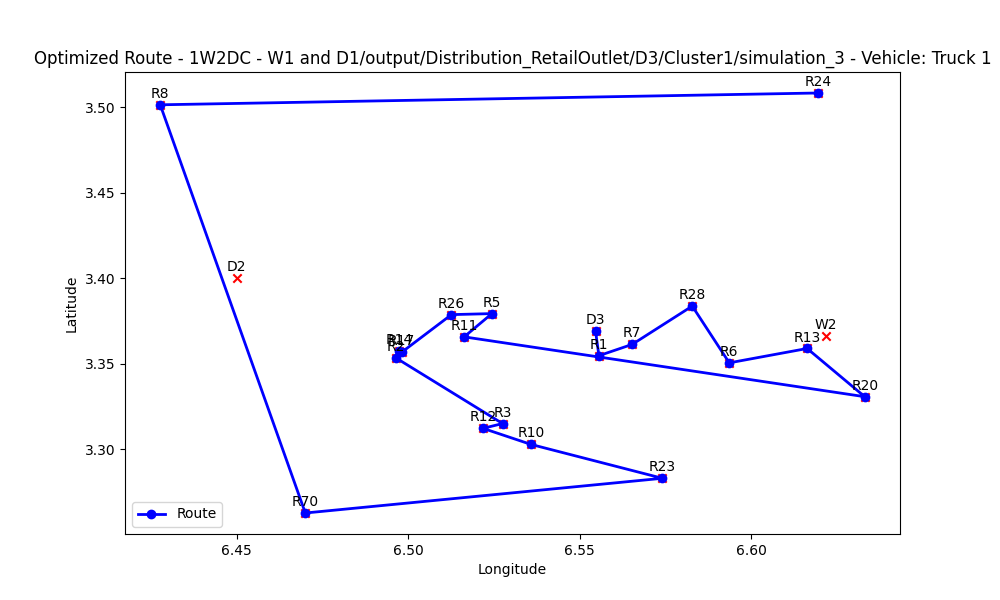 Optimized Route - 1W2DC - W1 and D1/output/Distribution_RetailOutlet/D3/Cluster1/simulation_3 - Vehicle: Truck 1
R24
R8
3.50
3.45
D2
3.40
R28
R26
R5
D3
R11
W2
R7
R13
R1
R6
3.35
R20
R12
R3
R10
3.30
R23
R70
Route
6.45
6.50
6.55
6.60
Longitude
Latitude